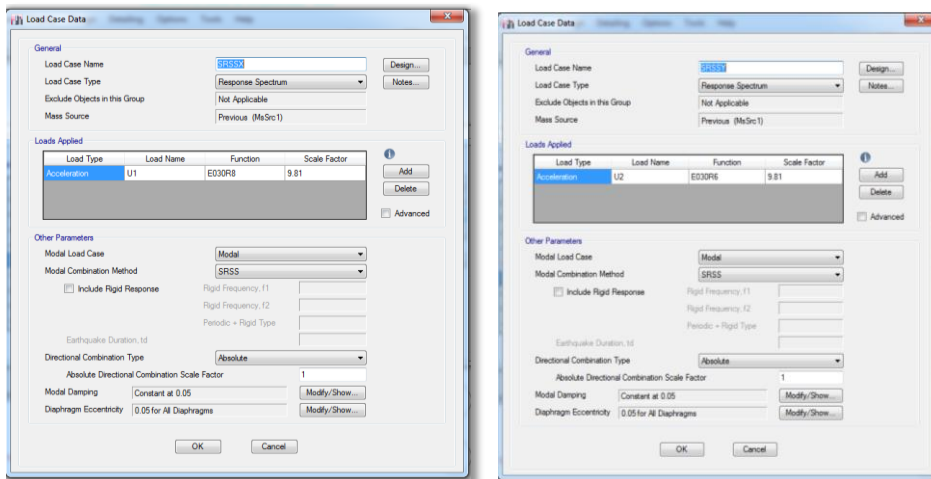 Load Case Data
General
Load Case Name SRSSX Design...
Load Case Type Response Spectrum Notes...
Exclude Objects in this Group Not Applicable
Mass Source Previous (MsSrc1)
Loads Applied
Load Type Load Name Function Scale Factor
Acceleration U1 E030R8 9.81 Add
Delete
Advanced
Other Parameters
Modal Load Case Modal
Modal Combination Method SRSS
Include Rigid Response Rigid Frequency, f1
Rigid Frequency, f2
Periodic + Rigid Type
Earthquake Duration, td
Directional Combination Type Absolute
Absolute Directional Combination Scale Factor 1
Modal Damping Constant at 0.05 Modify/Show...
Diaphragm Eccentricity 0.05 for All Diaphragms Modify/Show...
OK Cancel
Load Case Data
General
Load Case Name SRSSY Design...
Load Case Type Response Spectrum Notes...
Exclude Objects in this Group Not Applicable
Mass Source Previous (MsSrc1)
Loads Applied
Load Type Load Name Function Scale Factor
Acceleration U2 E030R6 9.81 Add
Delete
Advanced
Other Parameters
Modal Load Case Modal
Modal Combination Method SRSS
Include Rigid Response Rigid Frequency, f1
Rigid Frequency, f2
Periodic + Rigid Type
Earthquake Duration, td
Directional Combination Type Absolute
Absolute Directional Combination Scale Factor 1
Modal Damping Constant at 0.05 Modify/Show...
Diaphragm Eccentricity 0.05 for All Diaphragms Modify/Show...
OK Cancel